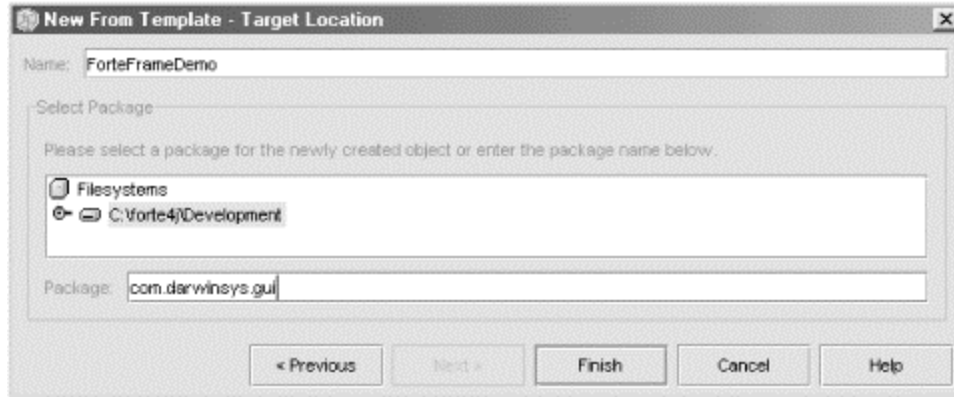 New From Template - Target Location
Name: ForteFrameDemo
Select Package
Please select a package for the newly created object or enter the package name below.
Filesystems
C:\forte4j\Development
Package: com.darwinsys.gui
« Previous Next » Finish Cancel Help